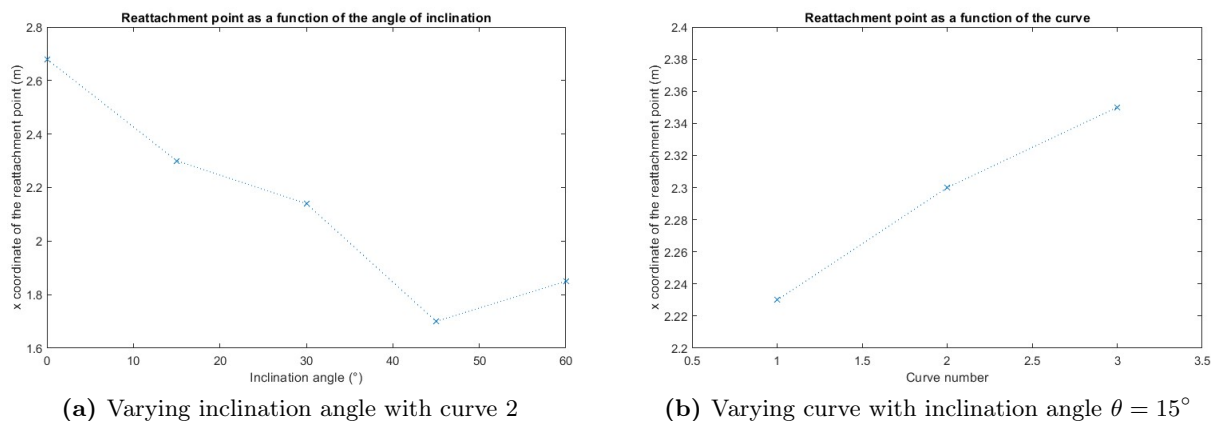 Reattachment point as a function of the angle of inclination
2.8
2.6
2.4
2.2
2
1.8
1.6
x coordinate of the reattachment point (m)
0 10 20 30 40 50 60
Inclination angle (°)
(a) Varying inclination angle with curve 2
Reattachment point as a function of the curve
2.4
2.38
2.36
2.34
2.32
2.3
2.28
2.26
2.24
2.22
2.2
x coordinate of the reattachment point (m)
0.5 1 1.5 2 2.5 3 3.5
Curve number
(b) Varying curve with inclination angle θ = 15°